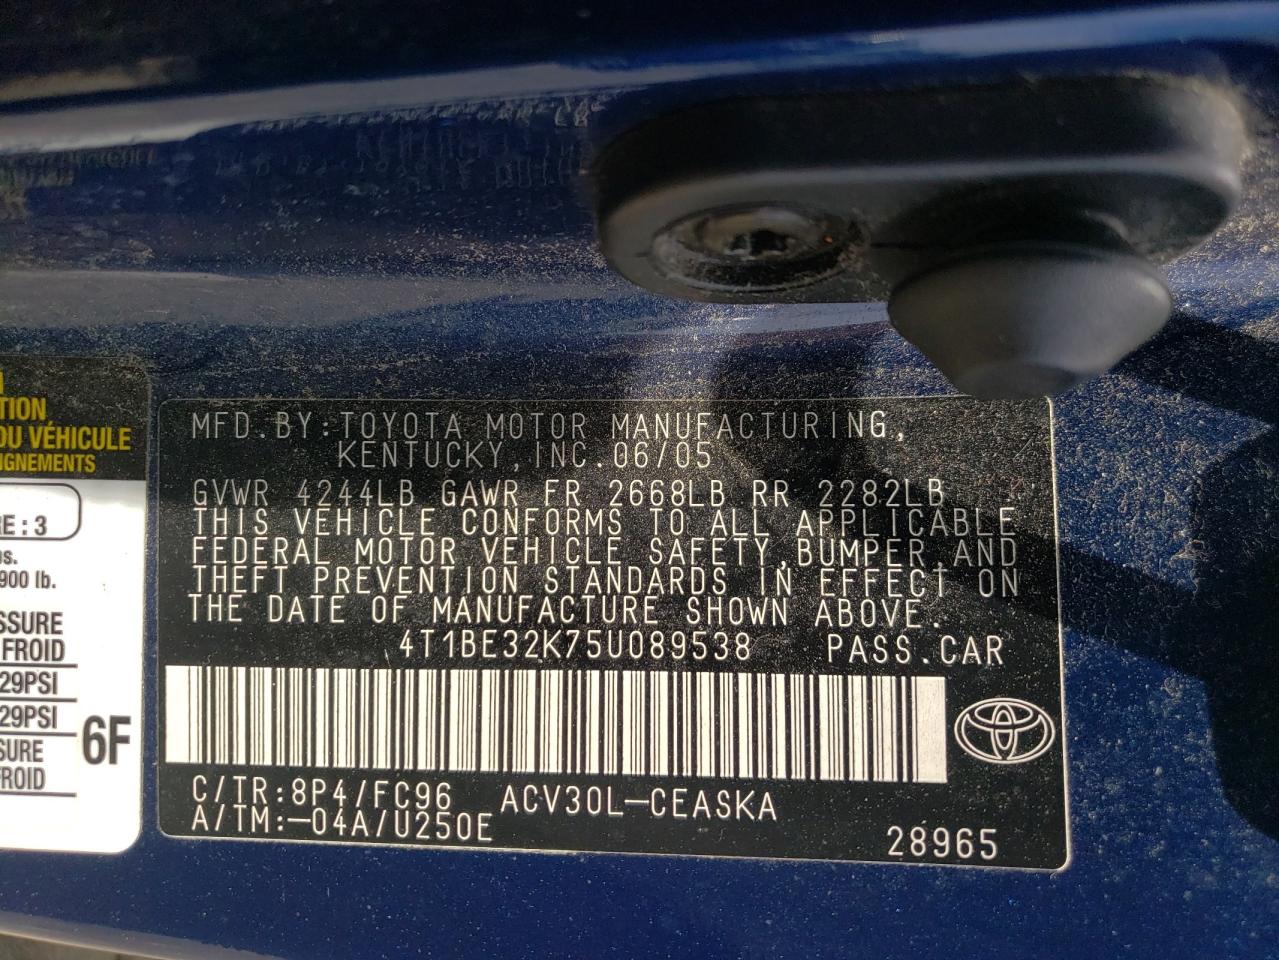 TION
DU VÉHICULE
IGNEMENTS
RE : 3
900 lb.
SSURE
FROID
29PSI
29PSI
6F
SURE
FROID
MFD.BY:TOYOTA MOTOR MANUFACTURING,
KENTUCKY,INC.06/05
GVWR 4244LB GAWR FR 2668LB RR 2282LB
THIS VEHICLE CONFORMS TO ALL APPLICABLE
FEDERAL MOTOR VEHICLE SAFETY,BUMPER,AND
THEFT PREVENTION STANDARDS IN EFFECT ON
THE DATE OF MANUFACTURE SHOWN ABOVE.
4T1BE32K75U089538 PASS.CAR
C/TR:8P4/FC96 ACV30L-CEASKA
A/TM:-04A/U250E
28965